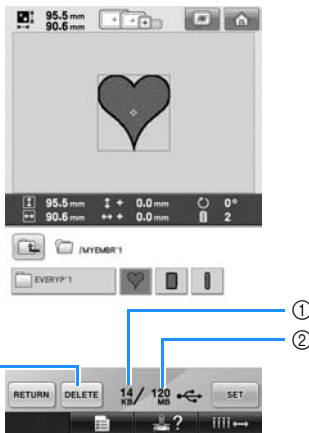 95.5 mm
90.6 mm
95.5 mm + 0.0 mm 0°
90.6 mm + 0.0 mm 2
/MYEMBR~1
EVERYP~1
①
②
RETURN DELETE 14 KB / 120 MB SET
?